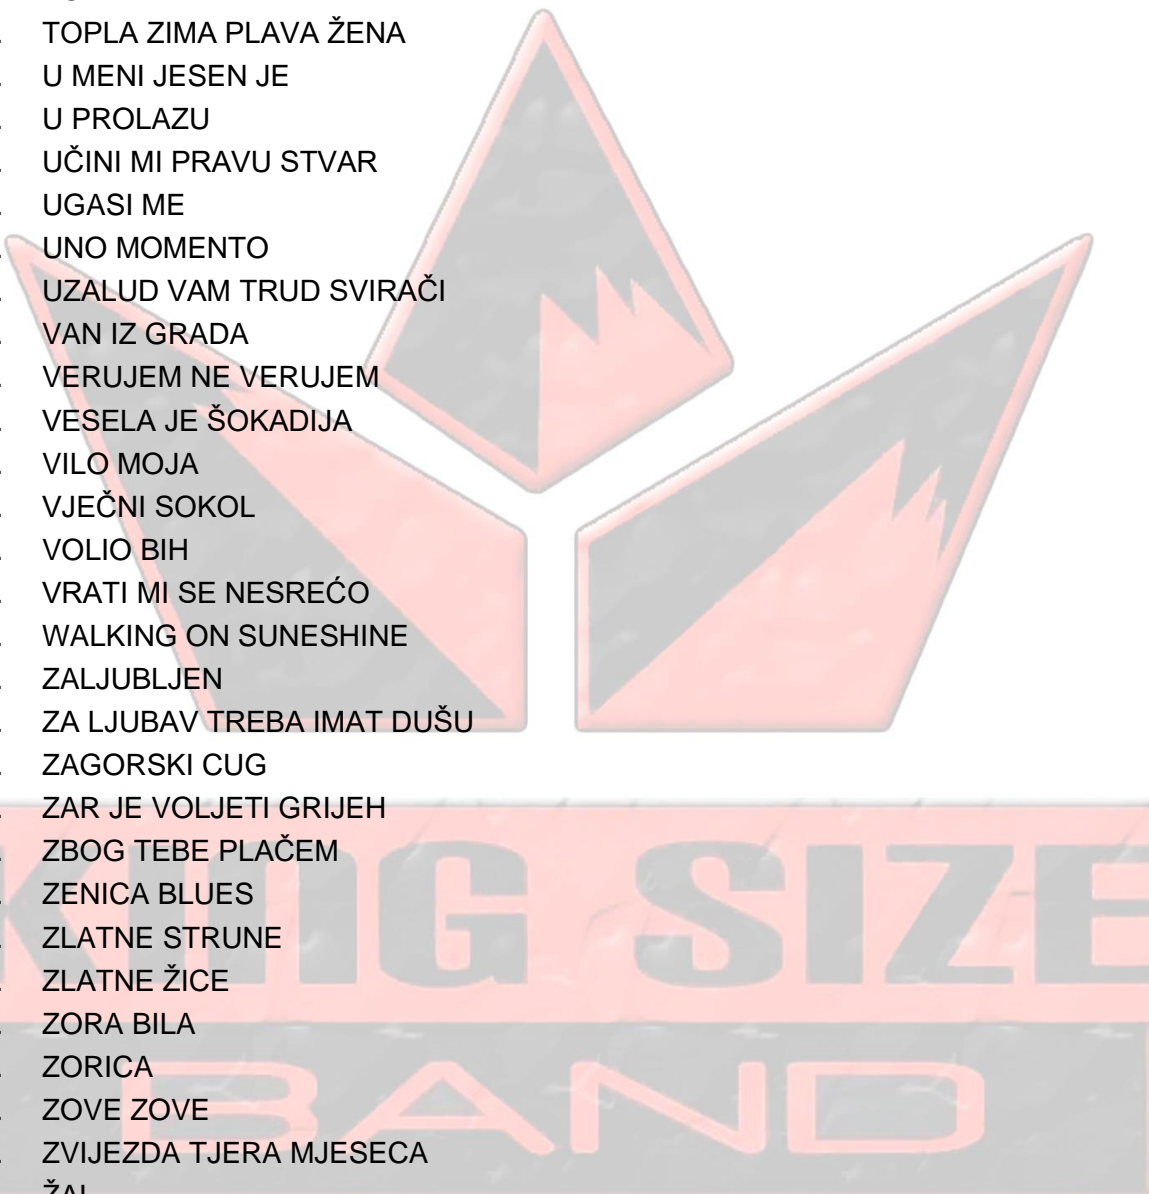 . TOPLA ZIMA PLAVA ŽENA
. U MENI JESEN JE
. U PROLAZU
. UČINI MI PRAVU STVAR
. UGASI ME
. UNO MOMENTO
. UZALUD VAM TRUD SVIRAČI
. VAN IZ GRADA
. VERUJEM NE VERUJEM
. VESELA JE ŠOKADIJA
. VILO MOJA
. VJEČNI SOKOL
. VOLIO BIH
. VRATI MI SE NESREĆO
. WALKING ON SUNESHINE
. ZALJUBLJEN
. ZA LJUBAV TREBA IMAT DUŠU
. ZAGORSKI CUG
. ZAR JE VOLJETI GRIJEH
. ZBOG TEBE PLAČEM
. ZENICA BLUES
. ZLATNE STRUNE
. ZLATNE ŽICE
. ZORA BILA
. ZORICA
. ZOVE ZOVE
. ZVIJEZDA TJERA MJESECA
KING SIZE
BAND